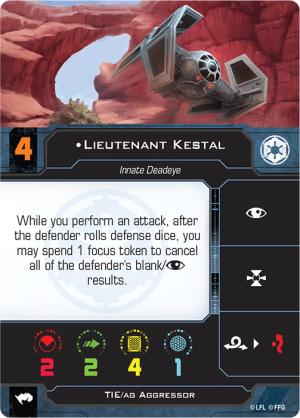 4
•Lieutenant Kestal
Innate Deadeye
While you perform an attack, after
the defender rolls defense dice, you
may spend 1 focus token to cancel
all of the defender's blank/
results.
2 2 4 1
TIE/ag Aggressor
© LFL © FFG